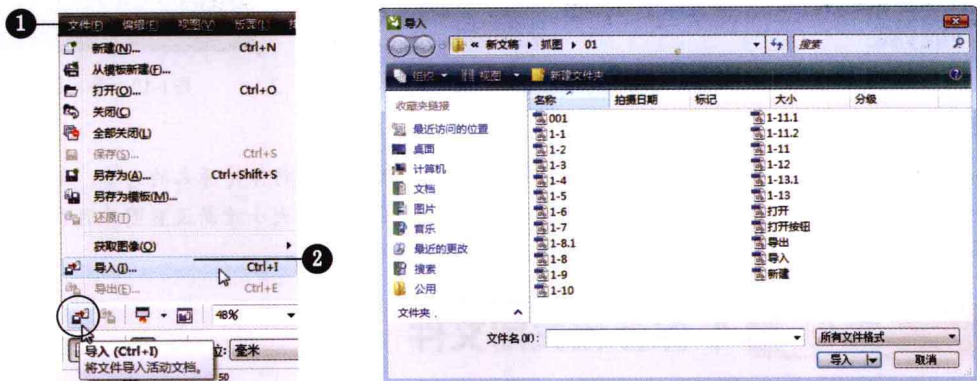 1
文件(F) 编辑(E) 视图(V) 版面(L)
新建(N)... Ctrl+N
从模板新建(F)...
打开(O)... Ctrl+O
关闭(C)
全部关闭(L)
保存(S)... Ctrl+S
另存为(A)... Ctrl+Shift+S
另存为模板(M)...
还原(T)
获取图像(Q)
2
导入(I)... Ctrl+I
导出(E)... Ctrl+E
48%
导入 (Ctrl+I)
将文件导入活动文档。
位: 毫米
50
导入
« 新文稿 ▸ 抓图 ▸ 01
搜索
组织 视图 新建文件夹
收藏夹链接
最近访问的位置
桌面
计算机
文档
图片
音乐
最近的更改
搜索
公用
文件夹
名称 拍摄日期 标记 大小 分级
001
1-1
1-2
1-3
1-4
1-5
1-6
1-7
1-8.1
1-8
1-9
1-10
1-11.1
1-11.2
1-11
1-12
1-13.1
1-13
打开
打开按钮
导出
导入
新建
文件名(N):
所有文件格式
导入 取消